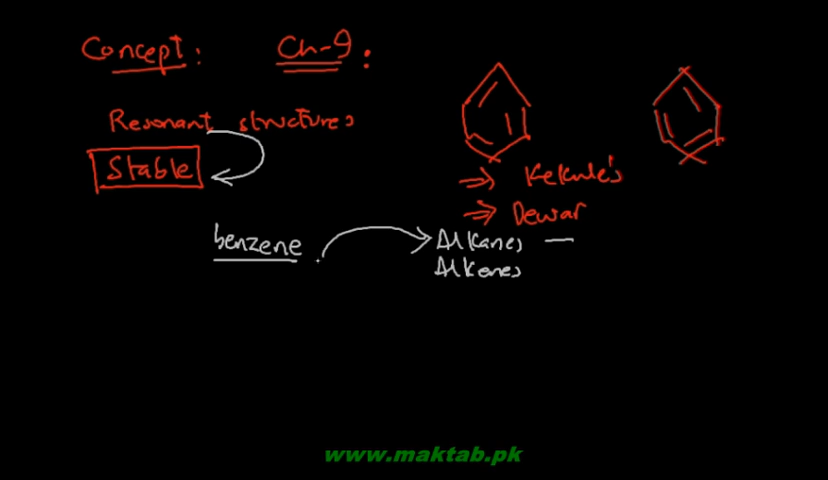 Concept: Ch-9:
Resonant structures
Stable
⇒ Kekule's
⇒ Dewar
benzene. Alkanes —
Alkenes
www.maktab.pk